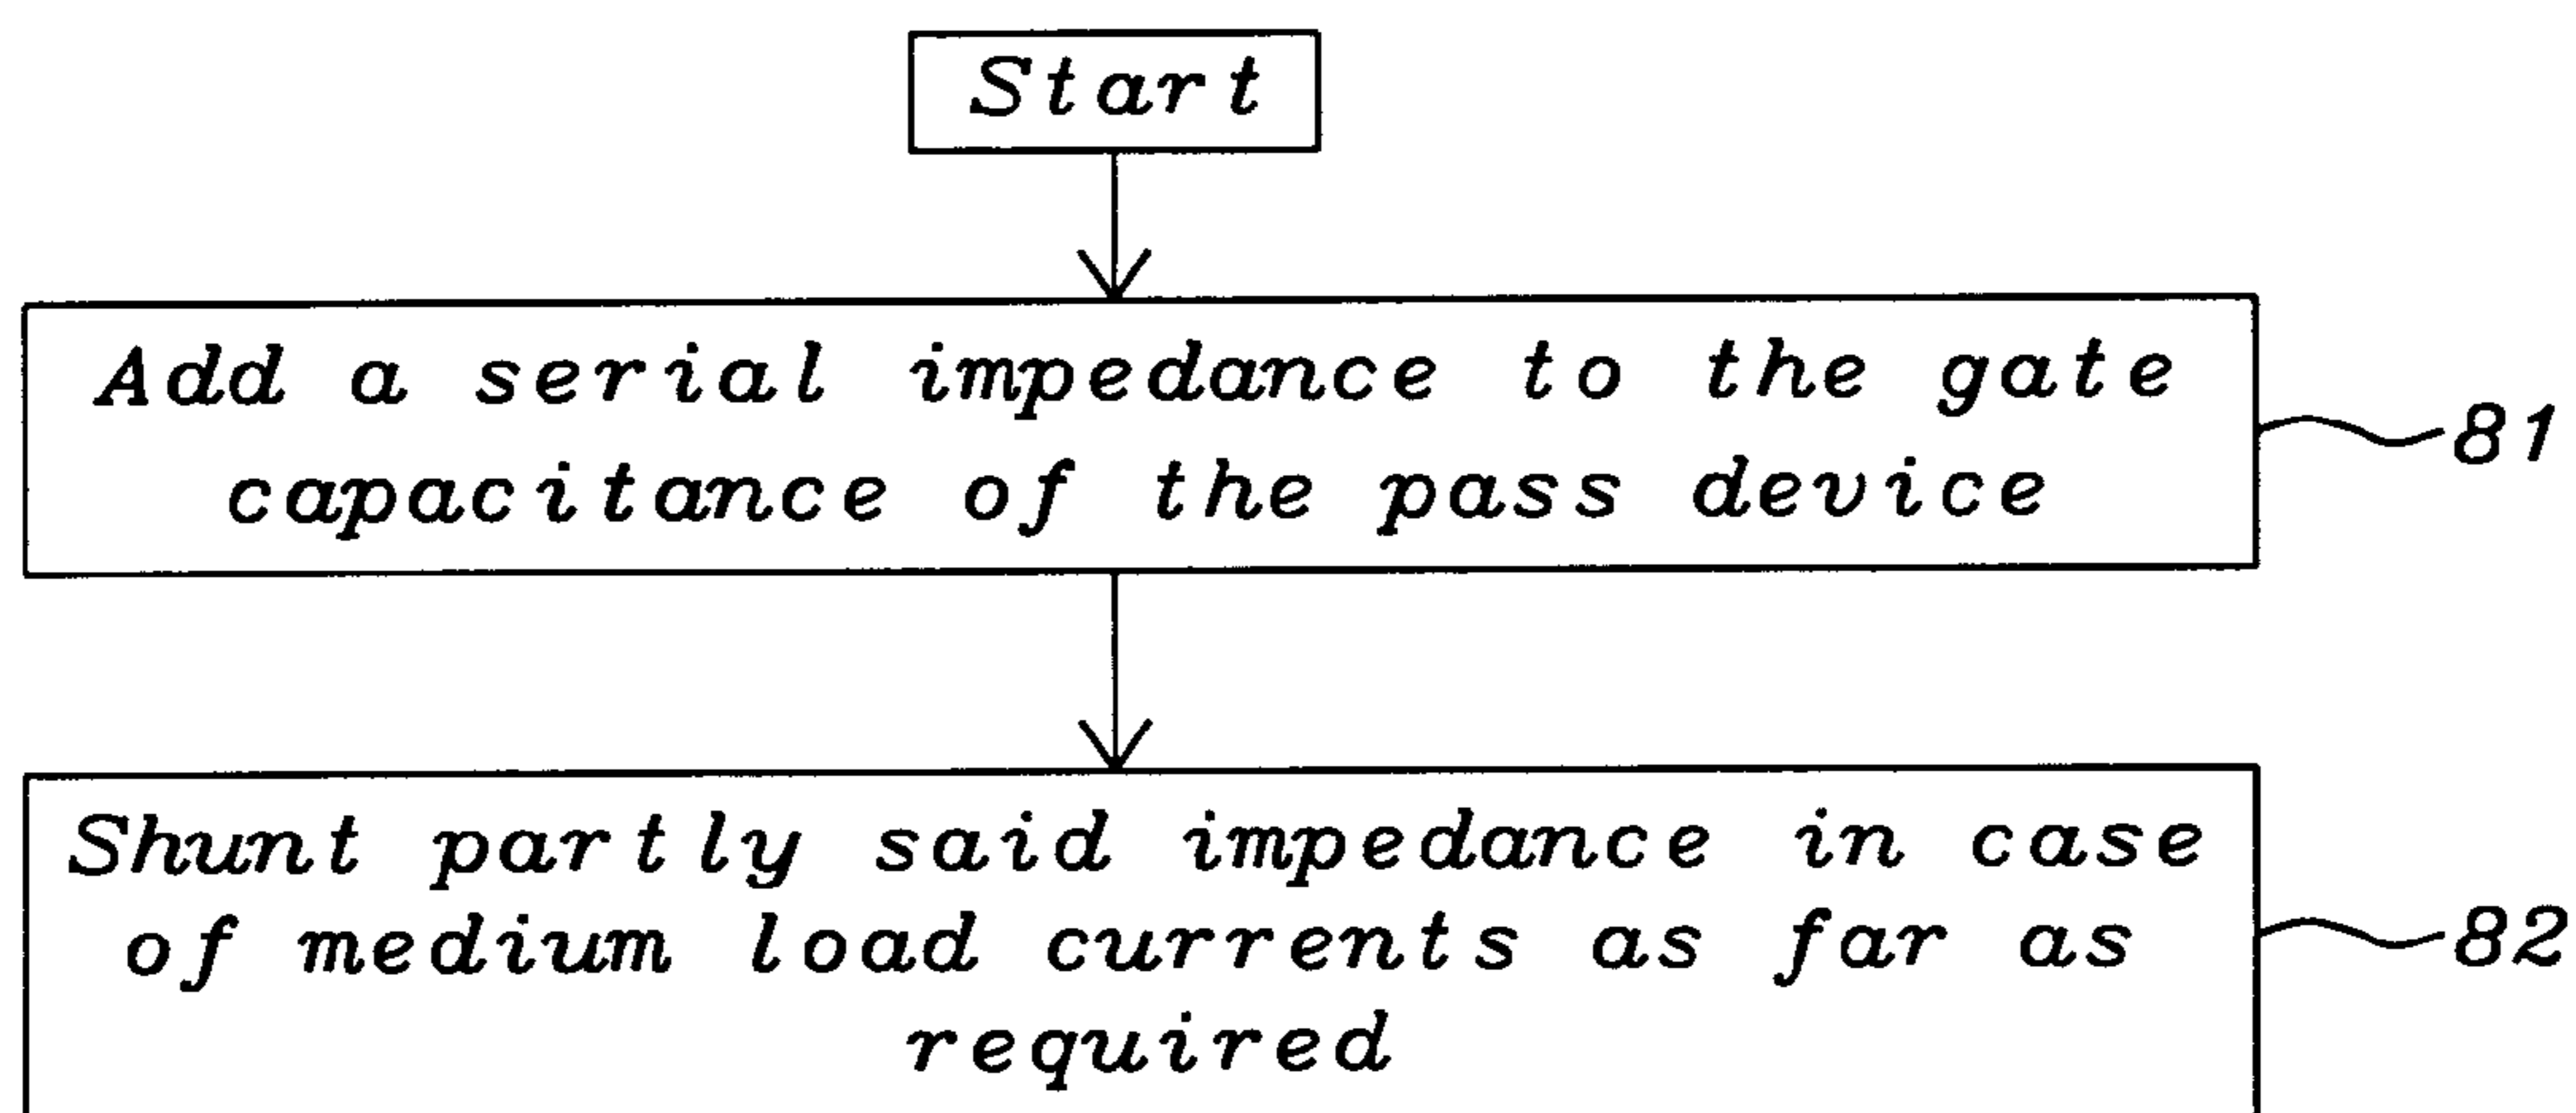 Start
Add a serial impedance to the gate
capacitance of the pass device
81
Shunt partly said impedance in case
of medium load currents as far as
required
82